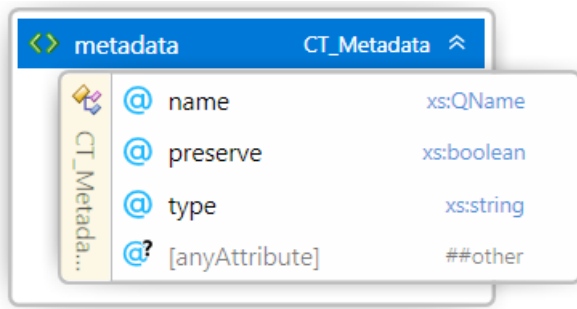 metadata CT_Metadata
@ name xs:QName
@ preserve xs:boolean
@ type xs:string
@? [anyAttribute] ##other
CT_Metada...